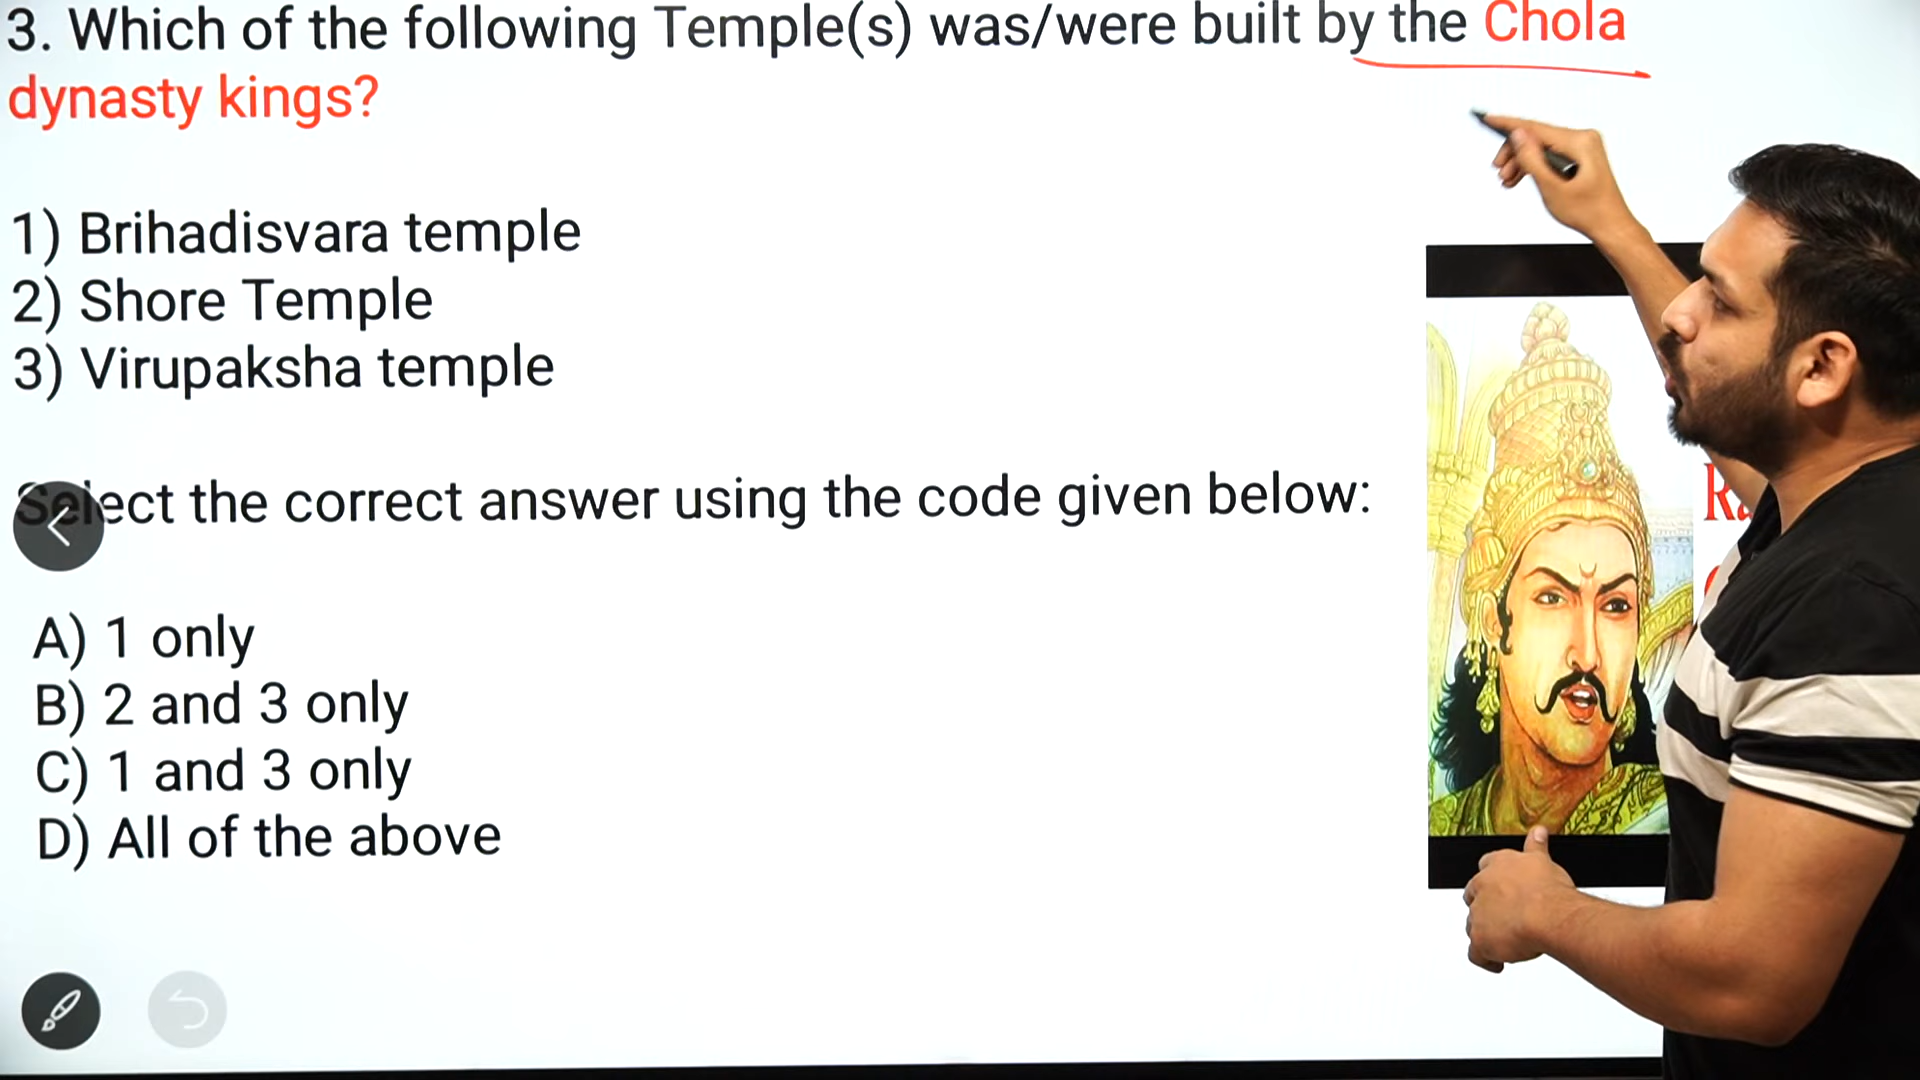 3. Which of the following Temple(s) was/were built by the Chola
dynasty kings?
1) Brihadisvara temple
2) Shore Temple
3) Virupaksha temple
Select the correct answer using the code given below:
A) 1 only
B) 2 and 3 only
C) 1 and 3 only
D) All of the above